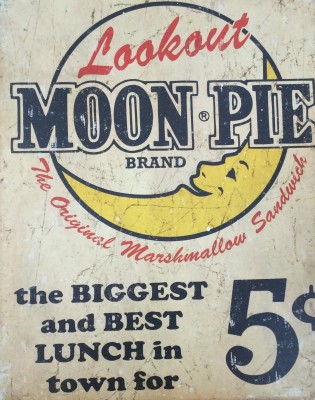 Lookout
MOON® PIE
BRAND
The Original Marshmallow Sandwich
the BIGGEST
and BEST
LUNCH in
town for
5¢